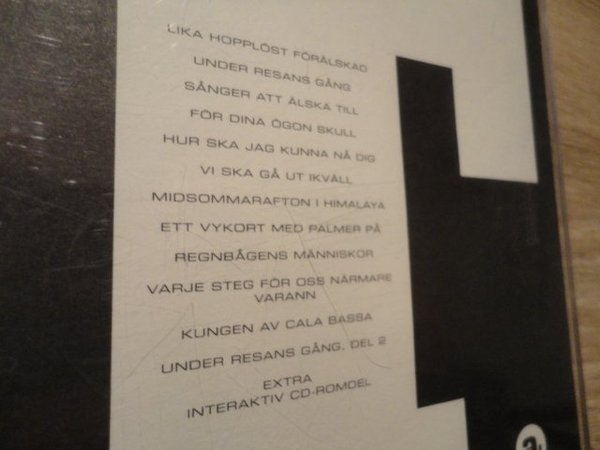 LIKA HOPPLÖST FÖRÄLSKAD
UNDER RESANS GÅNG
SÅNGER ATT ÄLSKA TILL
FÖR DINA ÖGON SKULL
HUR SKA JAG KUNNA NÅ DIG
VI SKA GÅ UT IKVÄLL
MIDSOMMARAFTON I HIMALAYA
ETT VYKORT MED PALMER PÅ
REGNBÅGENS MÄNNISKOR
VARJE STEG FÖR OSS NÄRMARE
VARANN
KUNGEN AV CALA BASSA
UNDER RESANS GÅNG. DEL 2
EXTRA
INTERAKTIV CD-ROMDEL